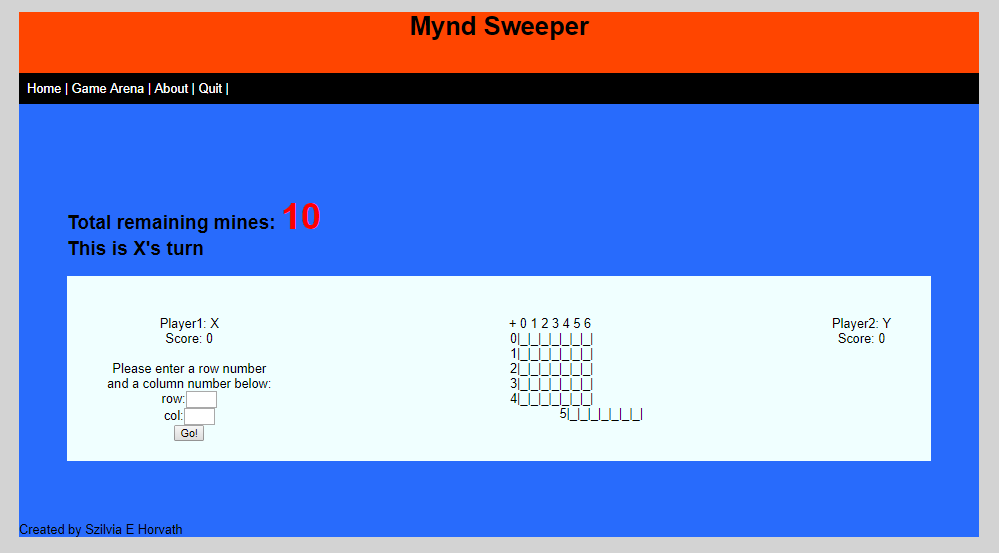 Mynd Sweeper
Home | Game Arena | About | Quit |
Total remaining mines: 10
This is X's turn
Player1: X
Score: 0
Please enter a row number
and a column number below:
row:
col:
Go!
+ 0 1 2 3 4 5 6
0|_|_|_|_|_|_|_|
1|_|_|_|_|_|_|_|
2|_|_|_|_|_|_|_|
3|_|_|_|_|_|_|_|
4|_|_|_|_|_|_|_|
5|_|_|_|_|_|_|_|
Player2: Y
Score: 0
Created by Szilvia E Horvath